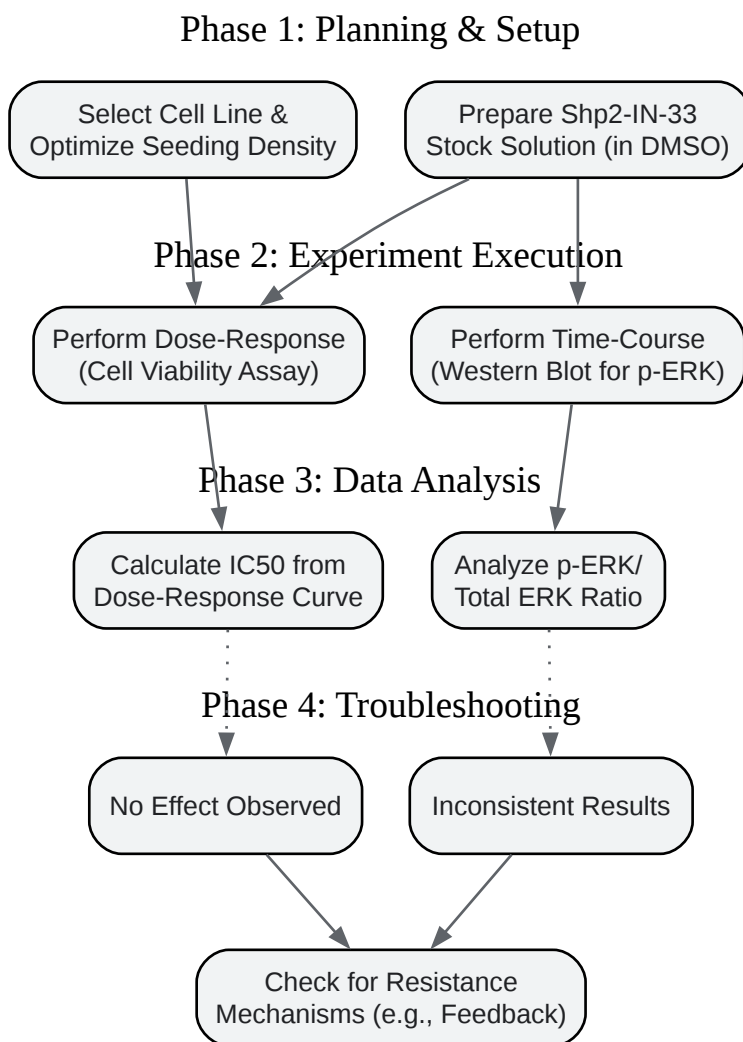 Phase 1: Planning & Setup
Select Cell Line &
Optimize Seeding Density
Prepare Shp2-IN-33
Stock Solution (in DMSO)
Phase 2: Experiment Execution
Perform Dose-Response
(Cell Viability Assay)
Perform Time-Course
(Western Blot for p-ERK)
Phase 3: Data Analysis
Calculate IC50 from
Dose-Response Curve
Analyze p-ERK/
Total ERK Ratio
Phase 4: Troubleshooting
No Effect Observed
Inconsistent Results
Check for Resistance
Mechanisms (e.g., Feedback)